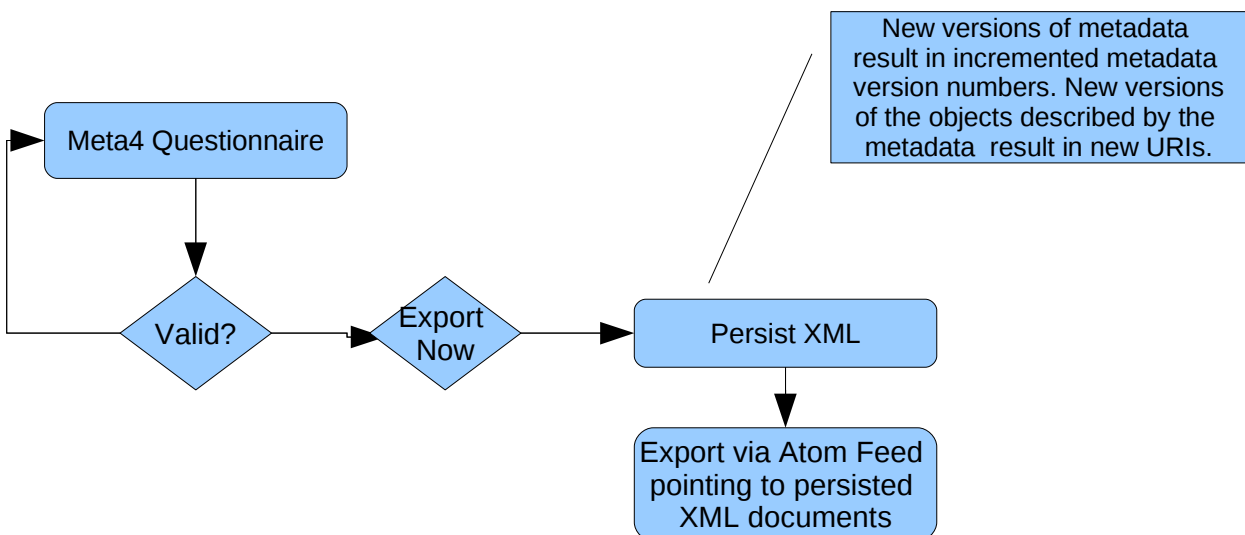 New versions of metadata
result in incremented metadata
version numbers. New versions
of the objects described by the
metadata result in new URIs.
Meta4 Questionnaire
Valid?
Export
Now
Persist XML
Export via Atom Feed
pointing to persisted
XML documents